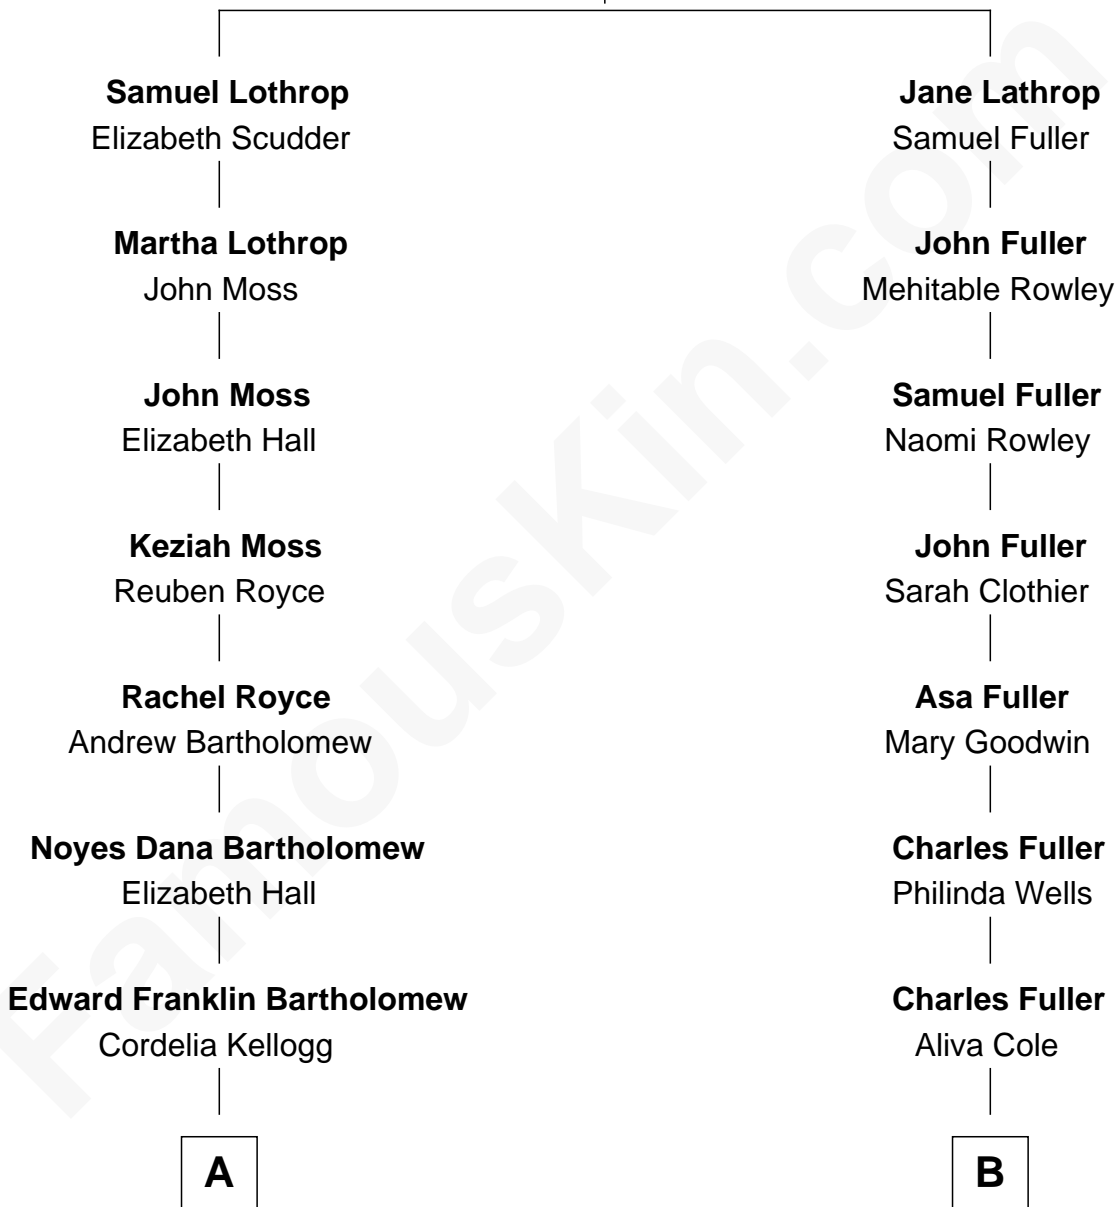 Samuel Lothrop
Elizabeth Scudder
Martha Lothrop
John Moss
John Moss
Elizabeth Hall
Keziah Moss
Reuben Royce
Rachel Royce
Andrew Bartholomew
Noyes Dana Bartholomew
Elizabeth Hall
Edward Franklin Bartholomew
Cordelia Kellogg
A
Jane Lathrop
Samuel Fuller
John Fuller
Mehitable Rowley
Samuel Fuller
Naomi Rowley
John Fuller
Sarah Clothier
Asa Fuller
Mary Goodwin
Charles Fuller
Philinda Wells
Charles Fuller
Aliva Cole
B
FamousKin.com